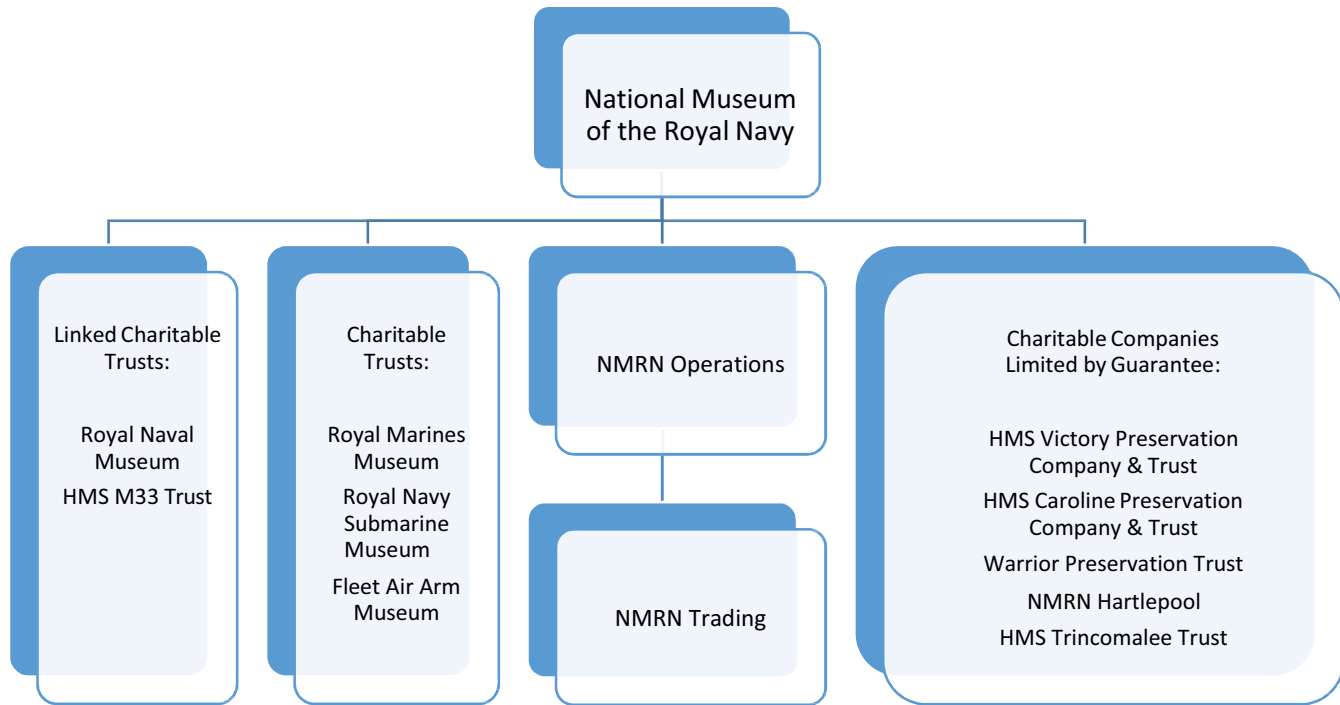 National Museum
of the Royal Navy
Linked Charitable
Trusts:
Royal Naval
Museum
HMS M33 Trust
Charitable
Trusts:
Royal Marines
Museum
Royal Navy
Submarine
Museum
Fleet Air Arm
Museum
NMRN Operations
NMRN Trading
Charitable Companies
Limited by Guarantee:
HMS Victory Preservation
Company & Trust
HMS Caroline Preservation
Company & Trust
Warrior Preservation Trust
NMRN Hartlepool
HMS Trincomalee Trust